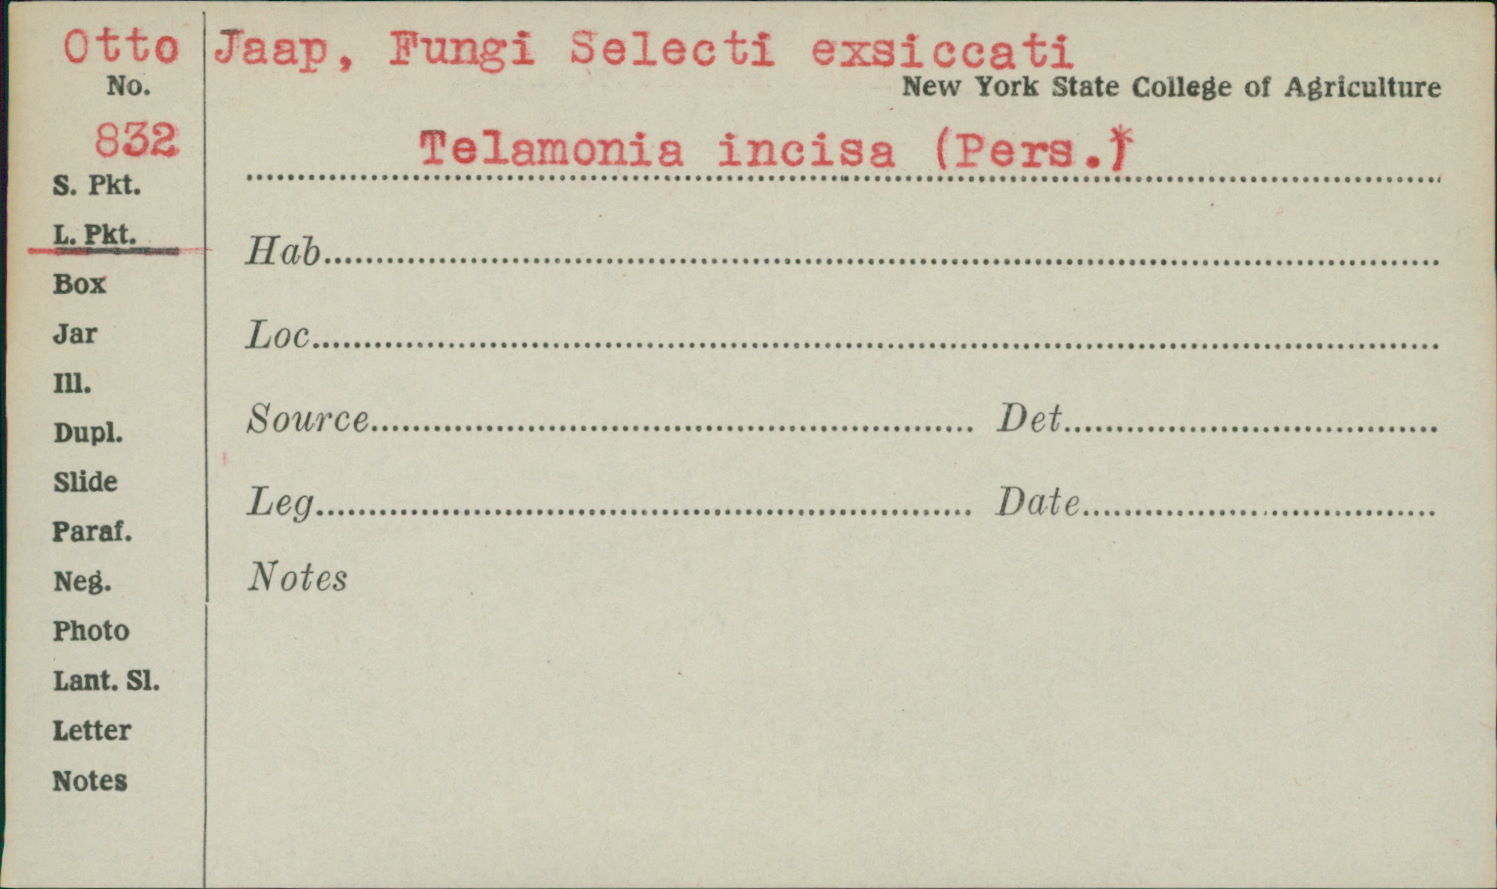 Otto Jaap, Fungi Selecti exsiccati
No.
New York State College of Agriculture
832
Telamonia incisa (Pers.)*
S. Pkt.
L. Pkt.
Hab
Box
Loc
Jar
Ill.
Source Det.
Dupl.
Slide
Leg Date
Paraf.
Notes
Neg.
Photo
Lant. Sl.
Letter
Notes